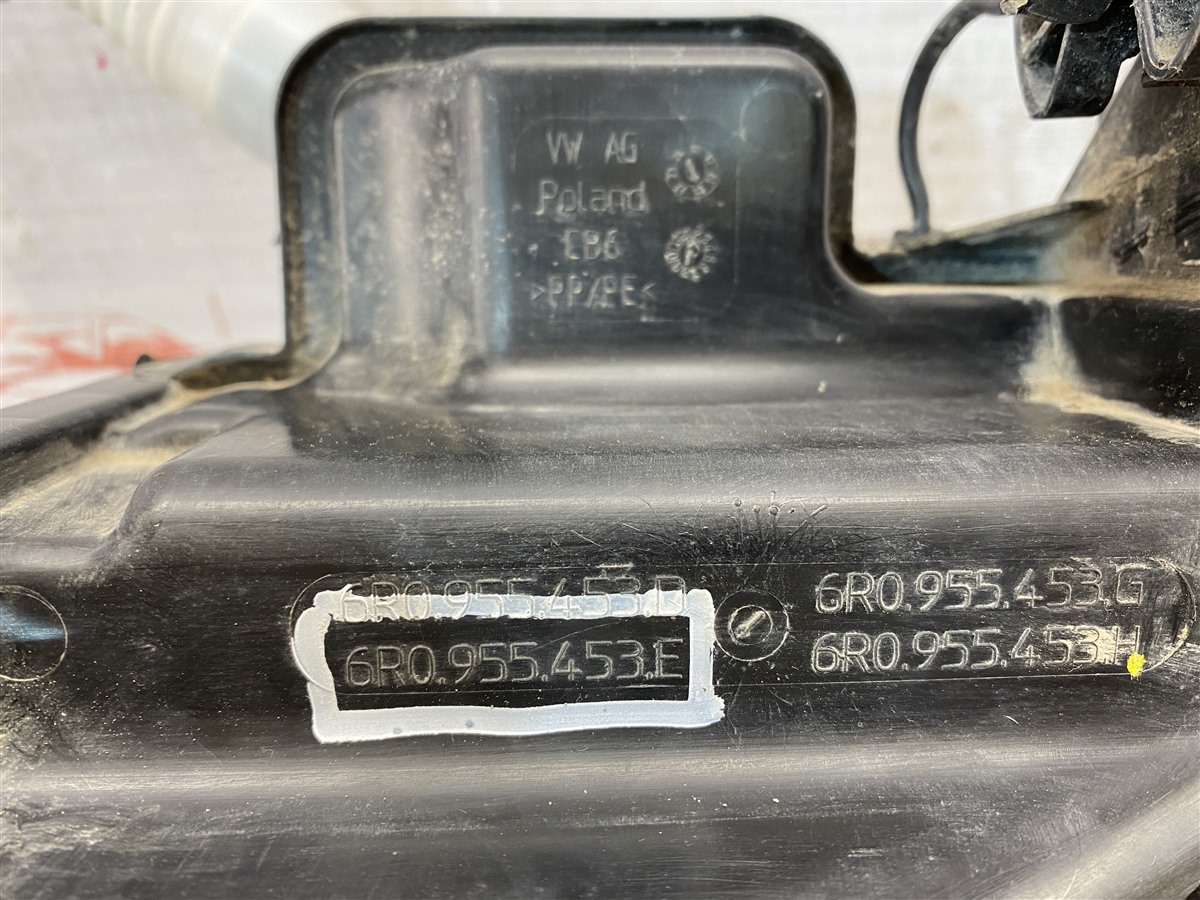 VW AG
Poland
EB6
>PP/PE<
6R0.955.453.D
6R0.955.453.E
6R0.955.453.G
6R0.955.453.H